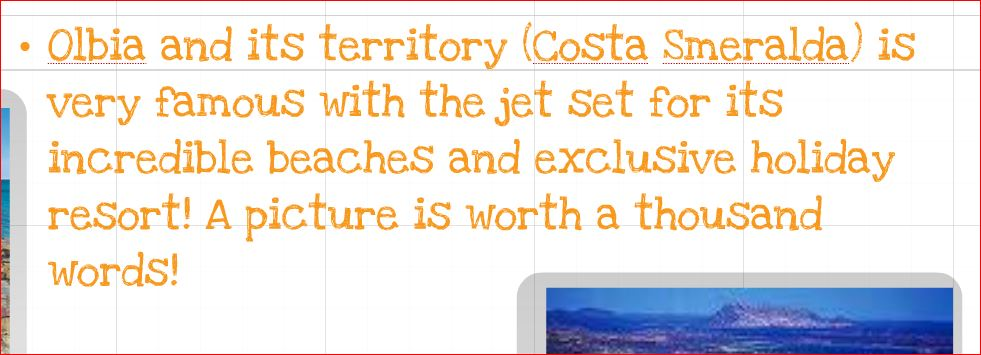 • Olbia and its territory (Costa Smeralda) is
very famous with the jet set for its
incredible beaches and exclusive holiday
resort! A picture is worth a thousand
words!